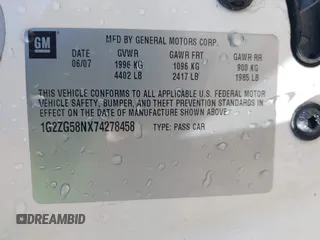 GM
MFD BY GENERAL MOTORS CORP.
DATE GVWR GAWR FRT GAWR RR
06/07 1996 KG 1096 KG 900 KG
4402 LB 2417 LB 1985 LB
THIS VEHICLE CONFORMS TO ALL APPLICABLE U.S. FEDERAL MOTOR
VEHICLE SAFETY, BUMPER, AND THEFT PREVENTION STANDARDS IN EFFECT
ON THE DATE OF MANUFACTURE SHOWN ABOVE.
1G2ZG58NX74278458 TYPE: PASS CAR
DREAMBID